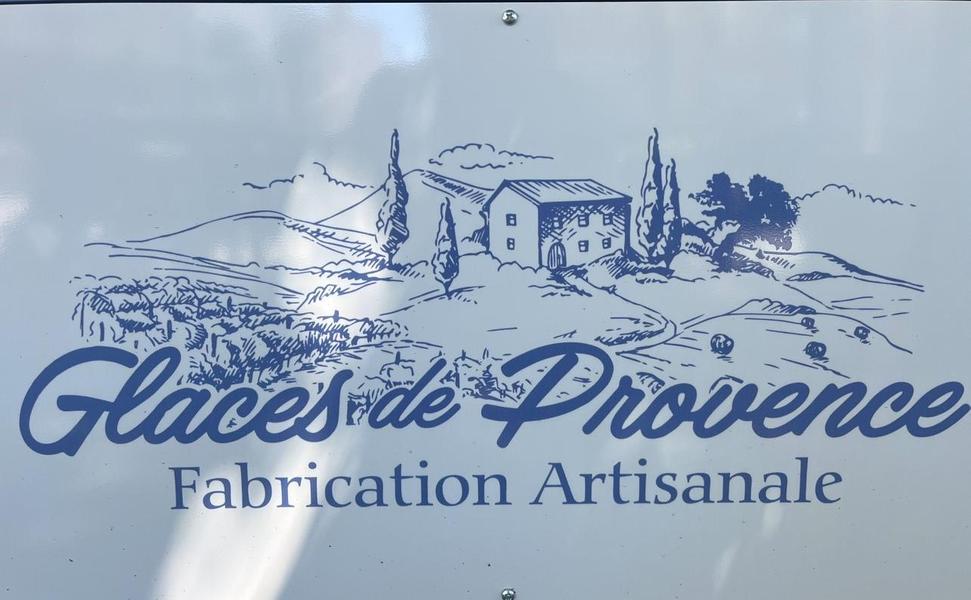 Glaces de Provence
Fabrication Artisanale